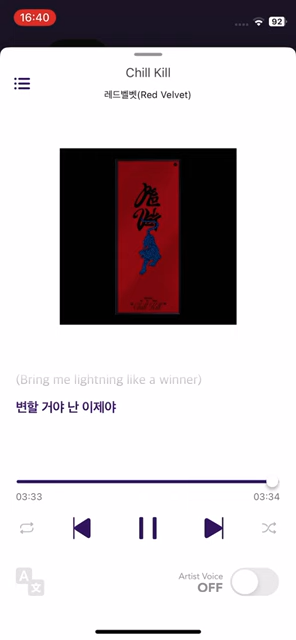 16:40
92
Chill Kill
레드벨벳(Red Velvet)
(Bring me lightning like a winner)
변할 거야 난 이제야
03:33
03:34
A
文
Artist Voice
OFF